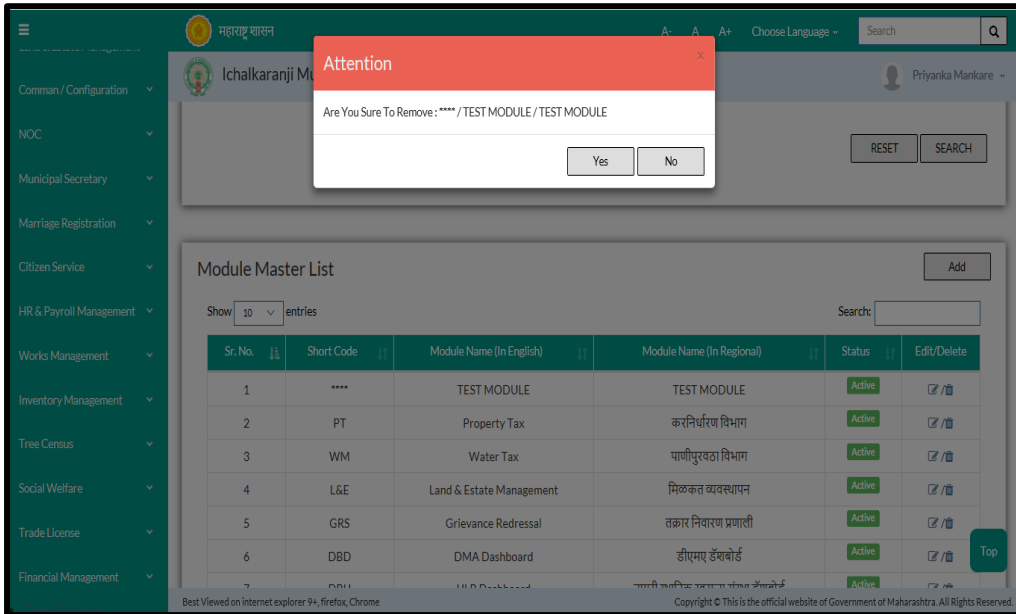 महाराष्ट्र शासन
A- A A+ Choose Language
Search
Ichalkaranji Mu
Priyanka Mankare
Attention
x
Are You Sure To Remove : **** / TEST MODULE / TEST MODULE
Yes No
RESET SEARCH
Comman / Configuration
NOC
Municipal Secretary
Marriage Registration
Citizen Service
HR & Payroll Management
Works Management
Inventory Management
Tree Census
Social Welfare
Trade License
Financial Management
Module Master List
Add
Show 10 entries
Search:
Sr. No. Short Code Module Name (In English) Module Name (In Regional) Status Edit/Delete
1 **** TEST MODULE TEST MODULE Active /
2 PT Property Tax करनिर्धारण विभाग Active /
3 WM Water Tax पाणीपुरवठा विभाग Active /
4 L&E Land & Estate Management मिळकत व्यवस्थापन Active /
5 GRS Grievance Redressal तक्रार निवारण प्रणाली Active /
6 DBD DMA Dashboard डीएमए डॅशबोर्ड Active /
7 Active
Top
Best Viewed on internet explorer 9+, firefox, Chrome
Copyright © This is the official website of Government of Maharastra. All Rights Reserved.